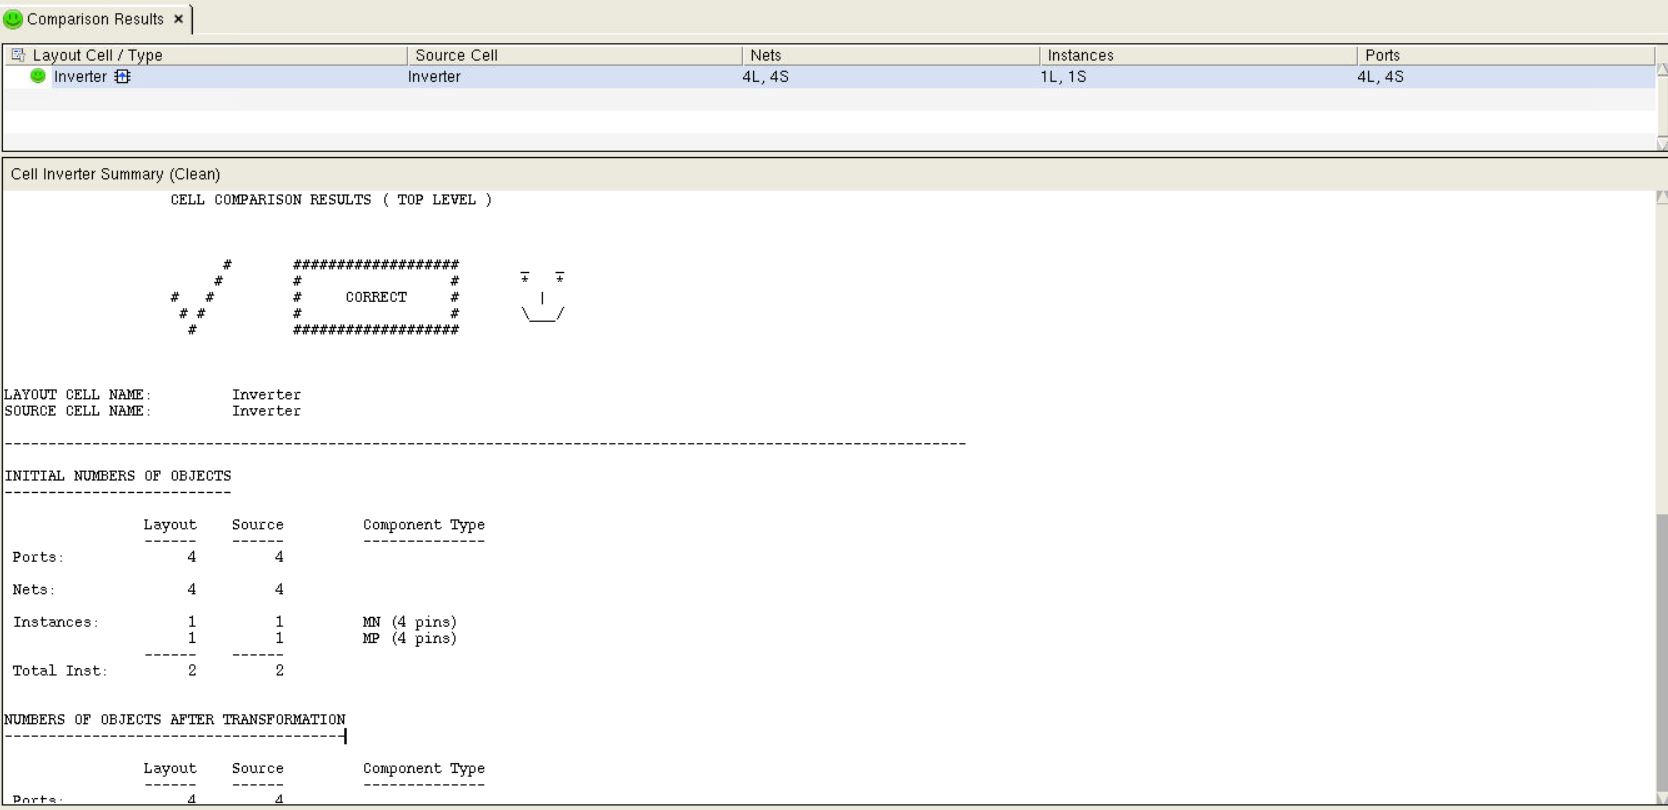 Comparison Results ×
Layout Cell / Type Source Cell Nets Instances Ports
Inverter Inverter 4L, 4S 1L, 1S 4L, 4S
Cell Inverter Summary (Clean)
CELL COMPARISON RESULTS ( TOP LEVEL )
# ################### _ _
# # # * *
# # # CORRECT # |
# # # # \___/
# ###################
LAYOUT CELL NAME: Inverter
SOURCE CELL NAME: Inverter
--------------------------------------------------------------------------------------------------------------
INITIAL NUMBERS OF OBJECTS
--------------------------
Layout Source Component Type
------ ------ --------------
Ports: 4 4
Nets: 4 4
Instances: 1 1 MN (4 pins)
1 1 MP (4 pins)
------ ------
Total Inst: 2 2
NUMBERS OF OBJECTS AFTER TRANSFORMATION
---------------------------------------
Layout Source Component Type
------ ------ --------------
Ports: 4 4